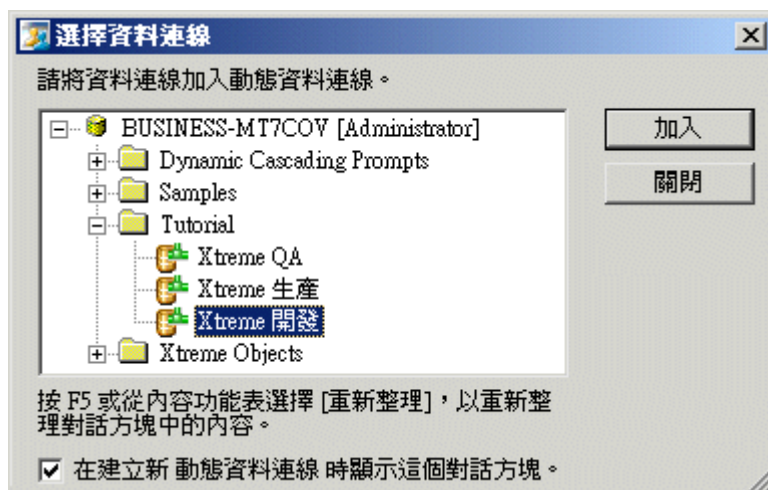 選擇資料連線
請將資料連線加入動態資料連線。
BUSINESS-MT7COV [Administrator]
Dynamic Cascading Prompts
Samples
Tutorial
Xtreme QA
Xtreme 生產
Xtreme 開發
Xtreme Objects
加入
關閉
按 F5 或從內容功能表選擇 [重新整理],以重新整
理對話方塊中的內容。
在建立新 動態資料連線 時顯示這個對話方塊。